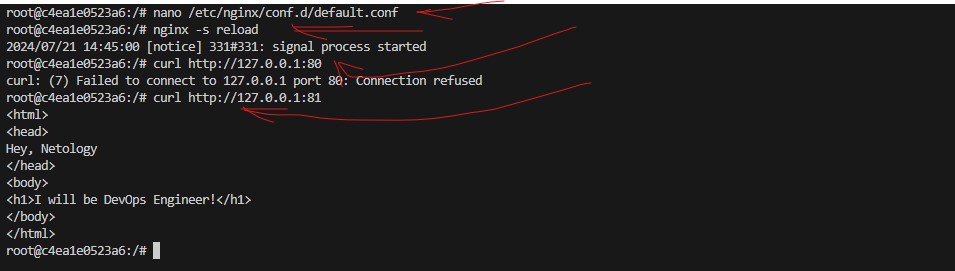 root@c4ea1e0523a6:/# nano /etc/nginx/conf.d/default.conf
root@c4ea1e0523a6:/# nginx -s reload
2024/07/21 14:45:00 [notice] 331#331: signal process started
root@c4ea1e0523a6:/# curl http://127.0.0.1:80
curl: (7) Failed to connect to 127.0.0.1 port 80: Connection refused
root@c4ea1e0523a6:/# curl http://127.0.0.1:81
<html>
<head>
Hey, Netology
</head>
<body>
<h1>I will be DevOps Engineer!</h1>
</body>
</html>
root@c4ea1e0523a6:/#